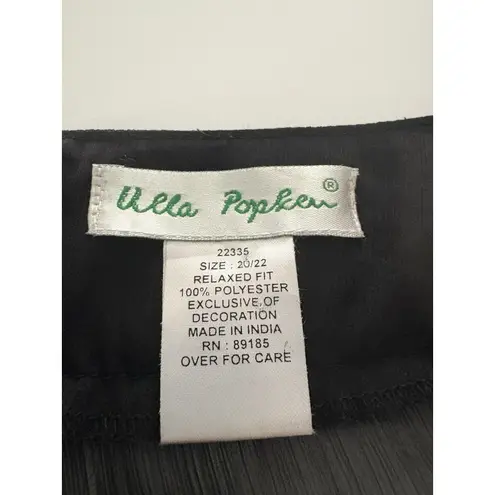 Ulla Popken®
22335
SIZE : 20/22
RELAXED FIT
100% POLYESTER
EXCLUSIVE OF
DECORATION
MADE IN INDIA
RN : 89185
OVER FOR CARE